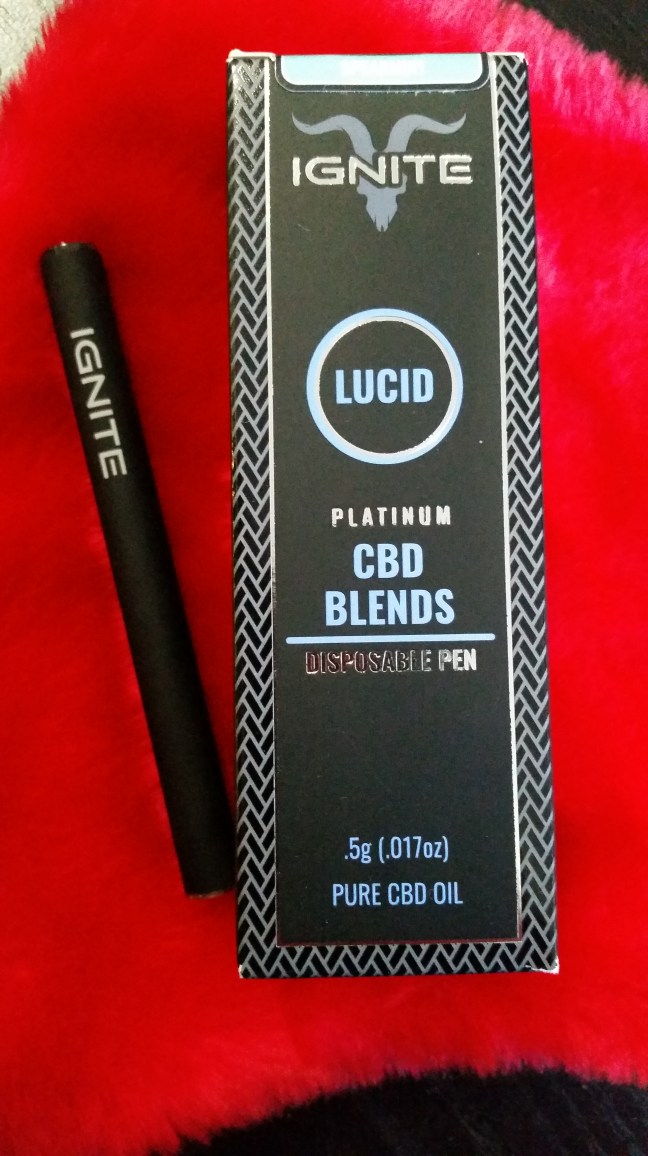 IGNITE
LUCID
PLATINUM
CBD
BLENDS
DISPOSABLE PEN
.5g (.017oz)
PURE CBD OIL
IGNITE